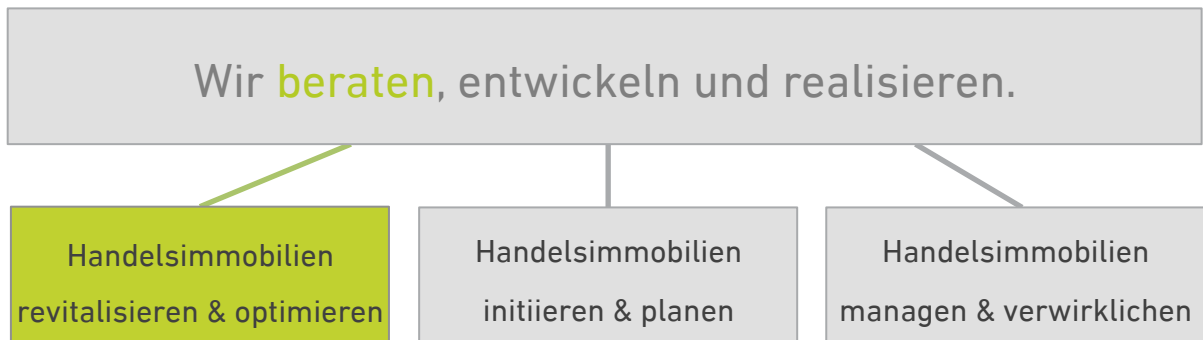 Wir beraten, entwickeln und realisieren.
Handelsimmobilien
revitalisieren & optimieren
Handelsimmobilien
initiieren & planen
Handelsimmobilien
managen & verwirklichen